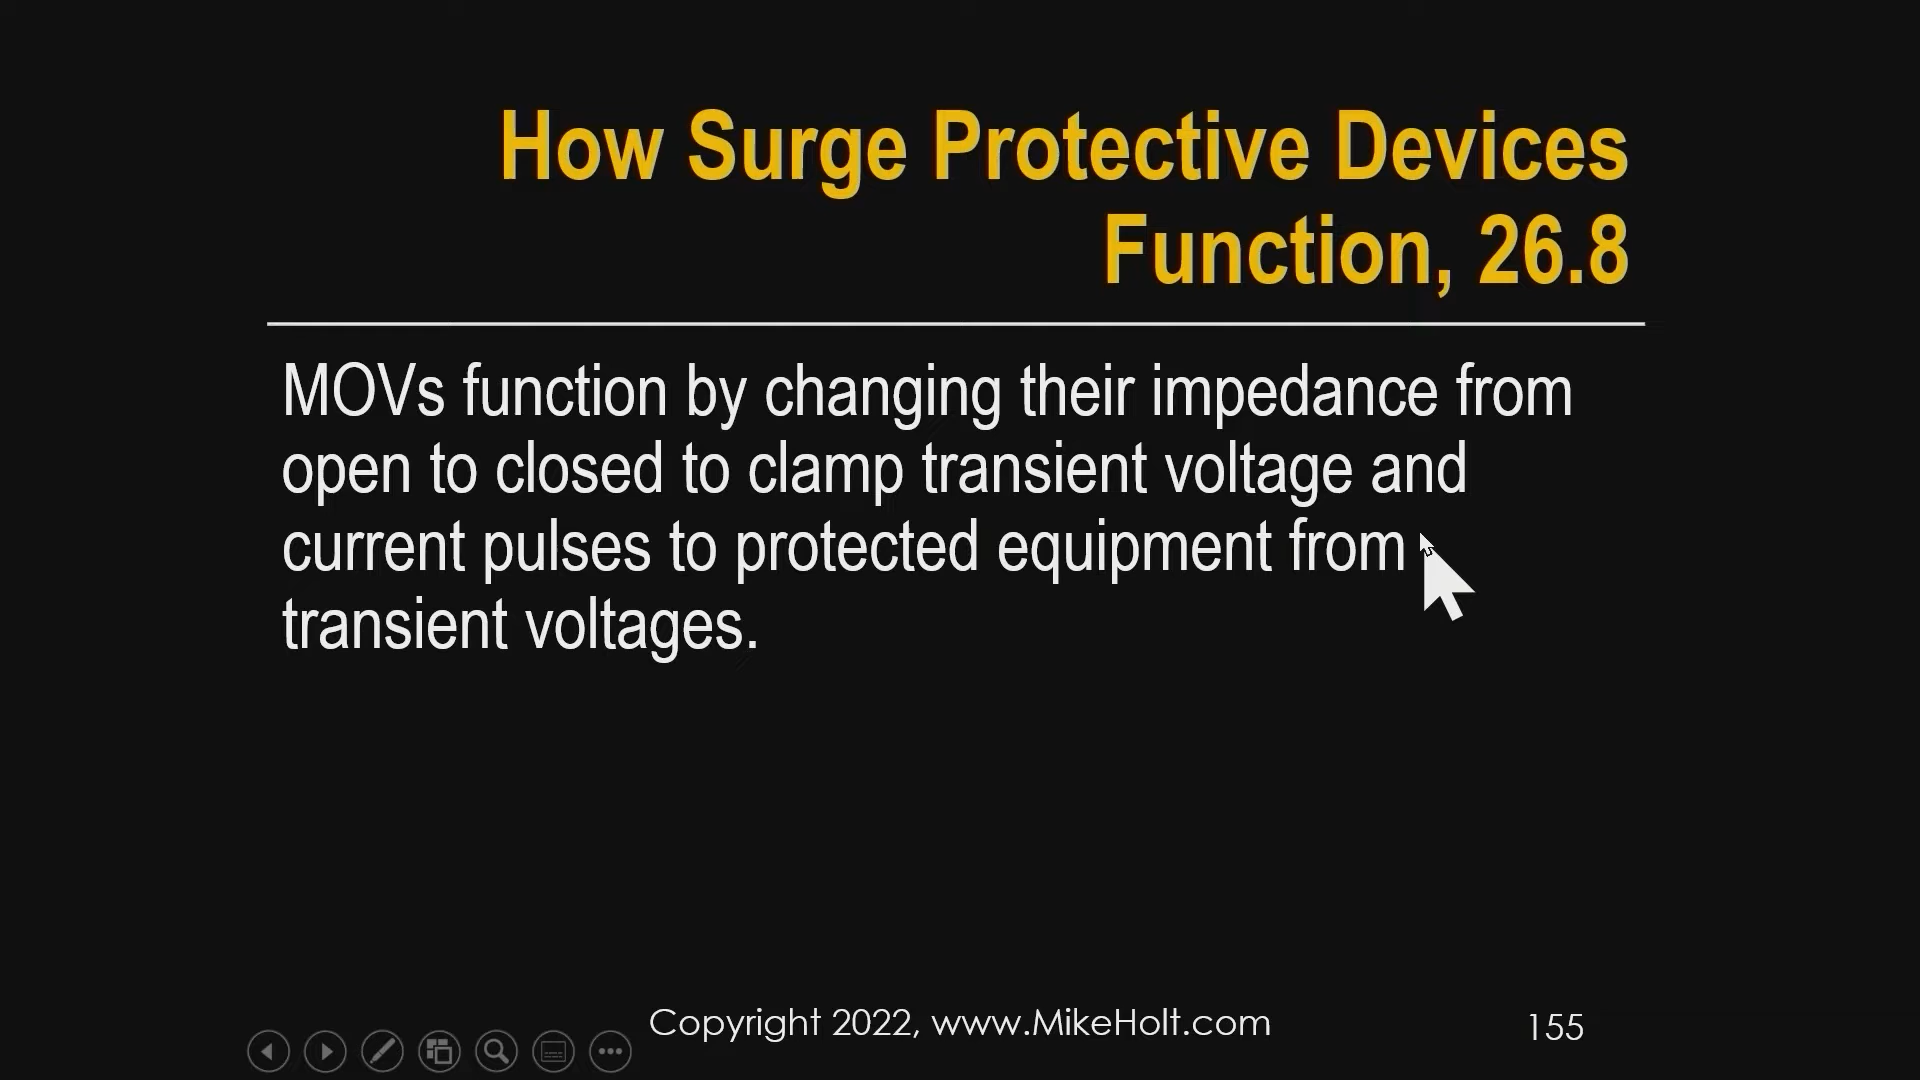 How Surge Protective Devices
Function, 26.8
MOVs function by changing their impedance from
open to closed to clamp transient voltage and
current pulses to protected equipment from
transient voltages.
Copyright 2022, www.MikeHolt.com
155